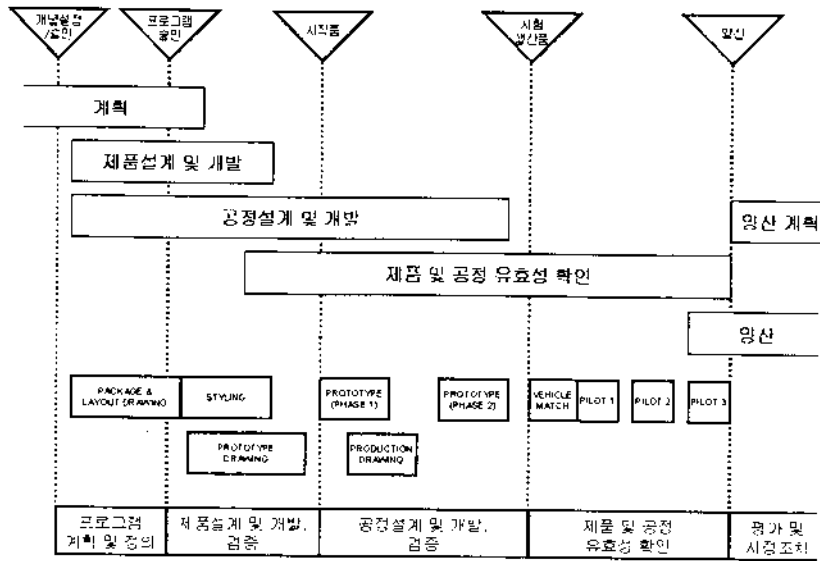 개념설정
/승인
프로그램
승인
시작품
시험
생산품
양산
계획
제품설계 및 개발
공정설계 및 개발
양산 계획
제품 및 공정 유효성 확인
양산
PACKAGE &
LAYOUT DRAWING
STYLING
PROTOTYPE
(PHASE 1)
PROTOTYPE
(PHASE 2)
VEHICLE
MATCH
PILOT 1
PILOT 2
PILOT 3
PROTOTYPE
DRAWING
PRODUCTION
DRAWING
프로그램
계획 및 정의
제품설계 및 개발,
검증
공정설계 및 개발,
검증
제품 및 공정
유효성 확인
평가 및
시정조치